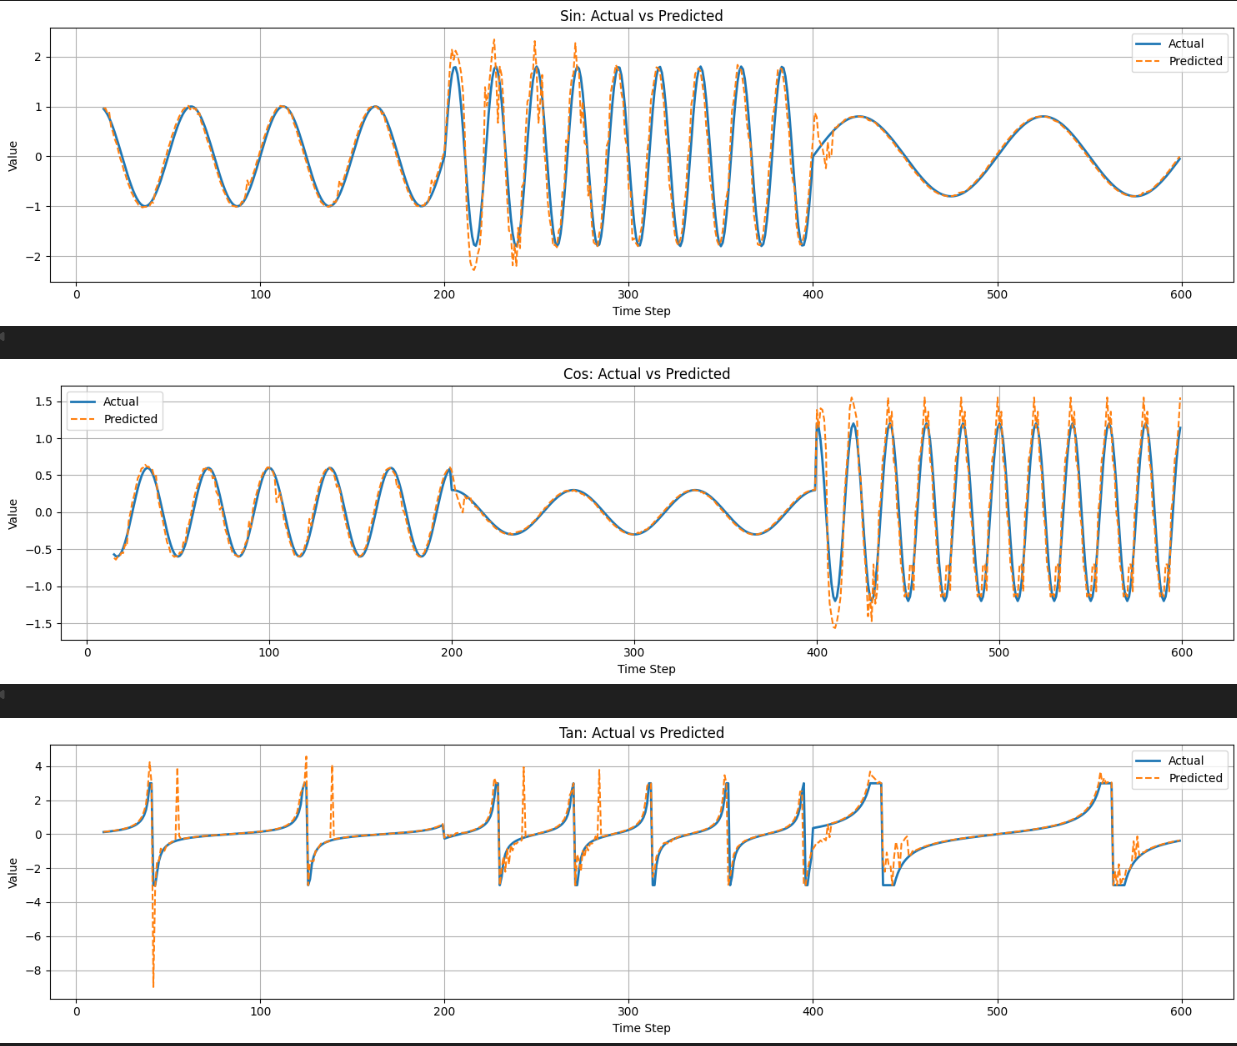 Sin: Actual vs Predicted
Actual
Predicted
Value
2
1
0
−1
−2
0 100 200 300 400 500 600
Time Step
Cos: Actual vs Predicted
Actual
Predicted
Value
1.5
1.0
0.5
0.0
−0.5
−1.0
−1.5
0 100 200 300 400 500 600
Time Step
Tan: Actual vs Predicted
Actual
Predicted
Value
4
2
0
−2
−4
−6
−8
0 100 200 300 400 500 600
Time Step